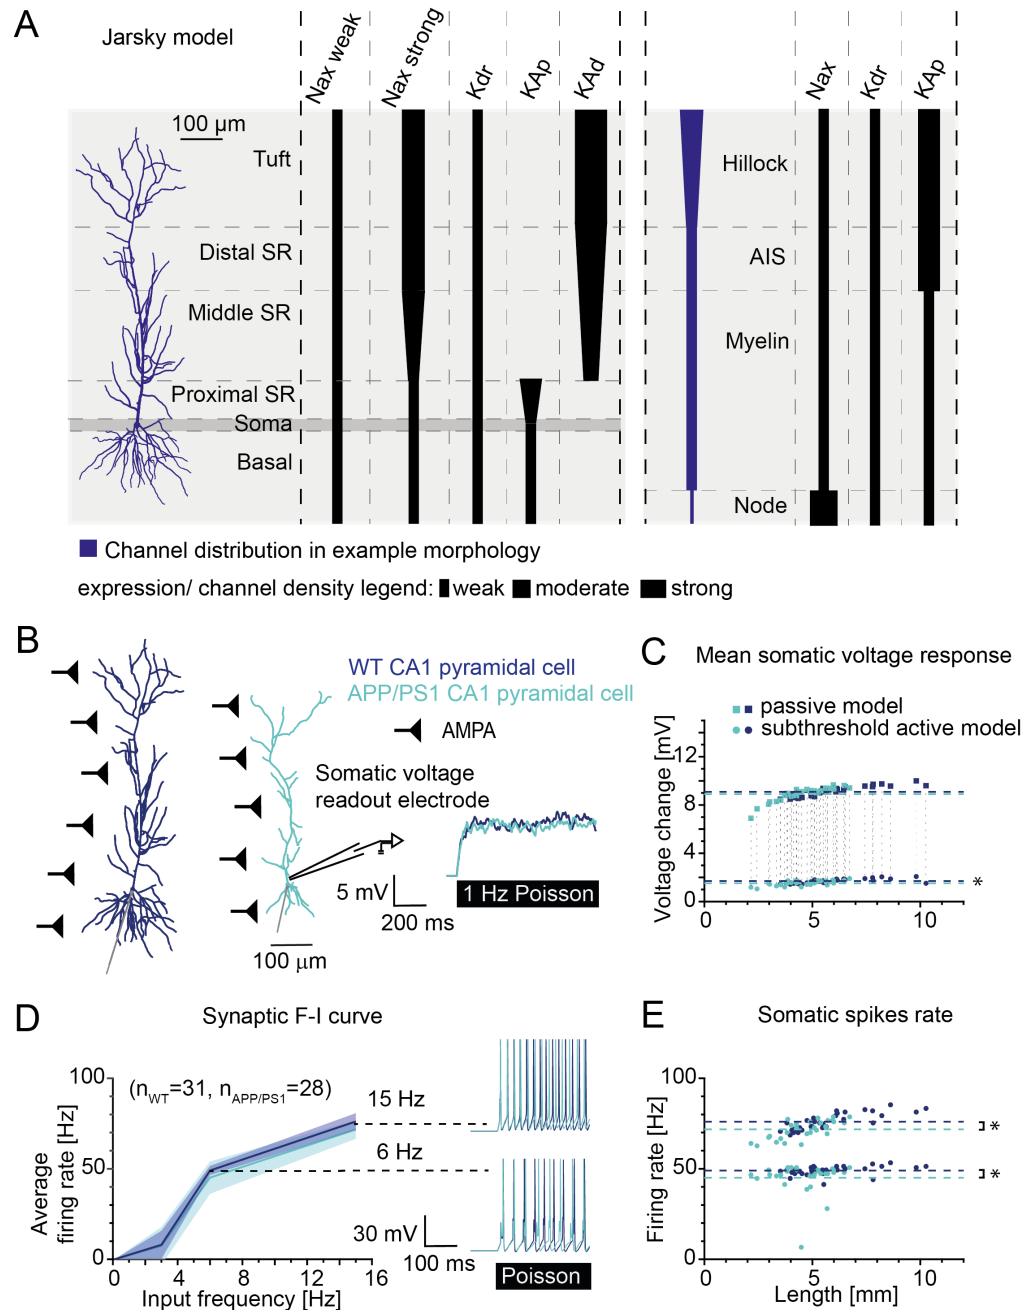 A
Jarsky model
Nax weak
Nax strong
Kdr
KAp
KAd
Nax
Kdr
KAp
100 µm
Tuft
Distal SR
Middle SR
Proximal SR
Soma
Basal
Hillock
AIS
Myelin
Node
Channel distribution in example morphology
expression/ channel density legend: weak moderate strong
B
WT CA1 pyramidal cell
APP/PS1 CA1 pyramidal cell
AMPA
Somatic voltage
readout electrode
5 mV
200 ms
1 Hz Poisson
100 µm
C
Mean somatic voltage response
passive model
subthreshold active model
Voltage change [mV]
12
8
4
0
0 5 10
*
D
Synaptic F-I curve
(nWT=31, nAPP/PS1=28)
Average
firing rate [Hz]
100
50
0
0 4 8 12 16
Input frequency [Hz]
15 Hz
6 Hz
30 mV
100 ms
Poisson
E
Somatic spikes rate
Firing rate [Hz]
100
50
0
0 5 10
Length [mm]
*
*